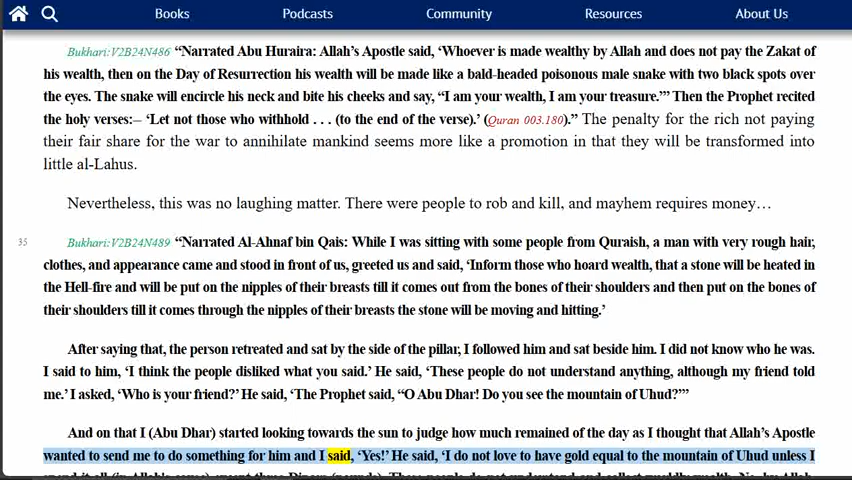 Books Podcasts Community Resources About Us
Bukhari:V2B24N486 “Narrated Abu Huraira: Allah’s Apostle said, ‘Whoever is made wealthy by Allah and does not pay the Zakat of
his wealth, then on the Day of Resurrection his wealth will be made like a bald-headed poisonous male snake with two black spots over
the eyes. The snake will encircle his neck and bite his cheeks and say, “I am your wealth, I am your treasure.”’ Then the Prophet recited
the holy verses:– ‘Let not those who withhold . . . (to the end of the verse).’ (Quran 003.180).” The penalty for the rich not paying
their fair share for the war to annihilate mankind seems more like a promotion in that they will be transformed into
little al-Lahus.
Nevertheless, this was no laughing matter. There were people to rob and kill, and mayhem requires money…
35 Bukhari:V2B24N489 “Narrated Al-Ahnaf bin Qais: While I was sitting with some people from Quraish, a man with very rough hair,
clothes, and appearance came and stood in front of us, greeted us and said, ‘Inform those who hoard wealth, that a stone will be heated in
the Hell-fire and will be put on the nipples of their breasts till it comes out from the bones of their shoulders and then put on the bones of
their shoulders till it comes through the nipples of their breasts the stone will be moving and hitting.’
After saying that, the person retreated and sat by the side of the pillar, I followed him and sat beside him. I did not know who he was.
I said to him, ‘I think the people disliked what you said.’ He said, ‘These people do not understand anything, although my friend told
me.’ I asked, ‘Who is your friend?’ He said, ‘The Prophet said, “O Abu Dhar! Do you see the mountain of Uhud?”’
And on that I (Abu Dhar) started looking towards the sun to judge how much remained of the day as I thought that Allah’s Apostle
wanted to send me to do something for him and I said, ‘Yes!’ He said, ‘I do not love to have gold equal to the mountain of Uhud unless I